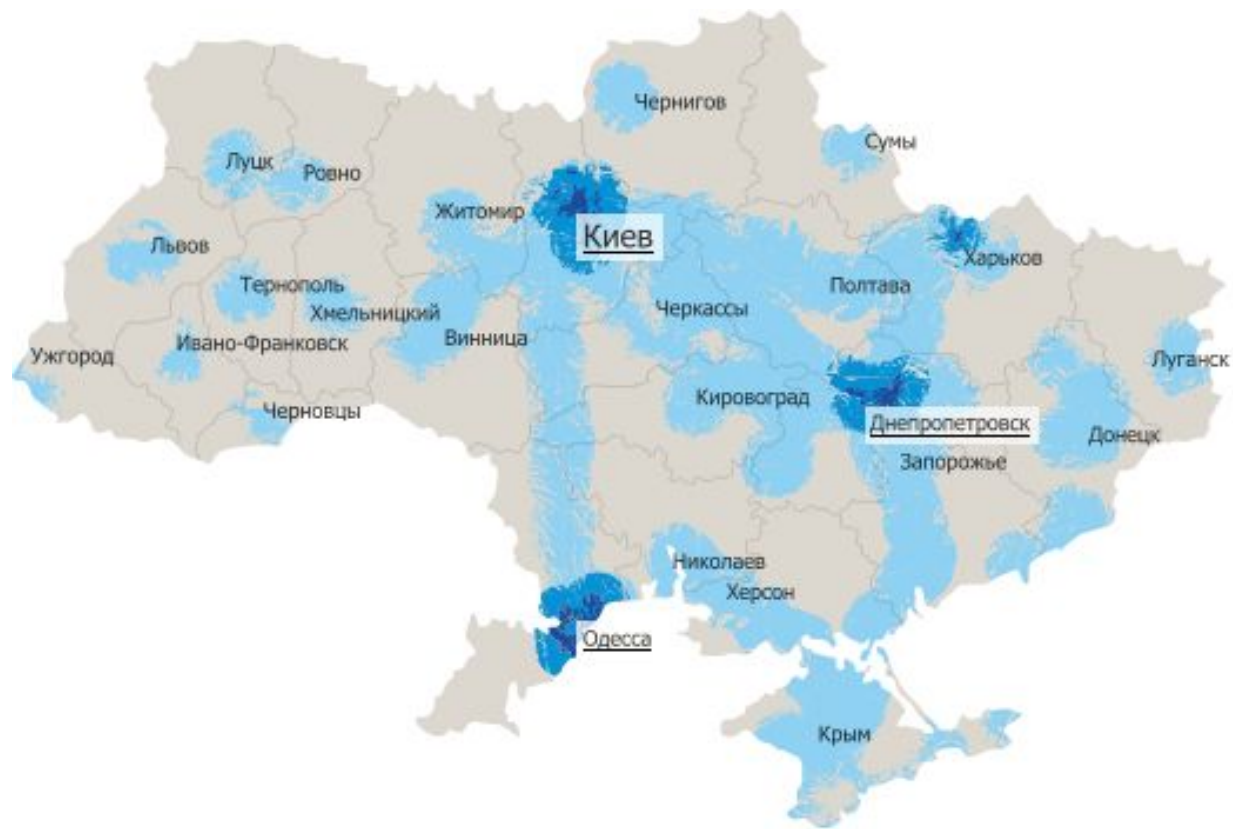 Чернигов
Сумы
Луцк
Ровно
Житомир
Киев
Львов
Харьков
Тернополь
Полтава
Хмельницкий
Черкассы
Винница
Ивано-Франковск
Ужгород
Луганск
Кировоград
Черновцы
Днепропетровск
Донецк
Запорожье
Николаев
Херсон
Одесса
Крым